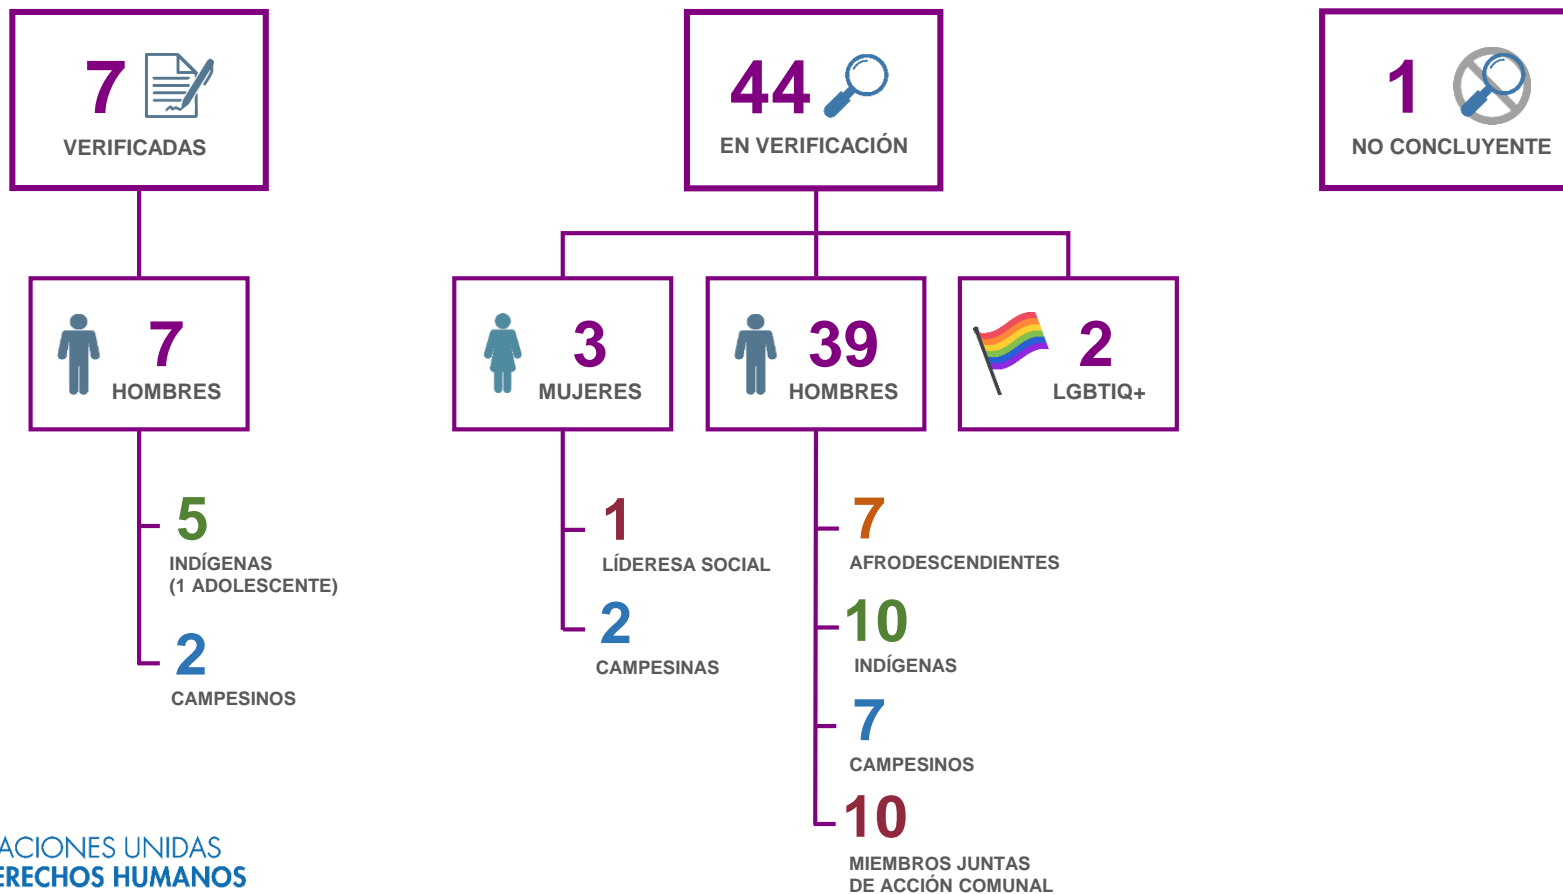 7
VERIFICADAS
44
EN VERIFICACIÓN
1
NO CONCLUYENTE
7
HOMBRES
3
MUJERES
39
HOMBRES
2
LGBTIQ+
5
INDÍGENAS
(1 ADOLESCENTE)
2
CAMPESINOS
1
LÍDERESA SOCIAL
2
CAMPESINAS
7
AFRODESCENDIENTES
10
INDÍGENAS
7
CAMPESINOS
10
MIEMBROS JUNTAS
DE ACCIÓN COMUNAL
ACIONES UNIDAS
ERECHOS HUMANOS